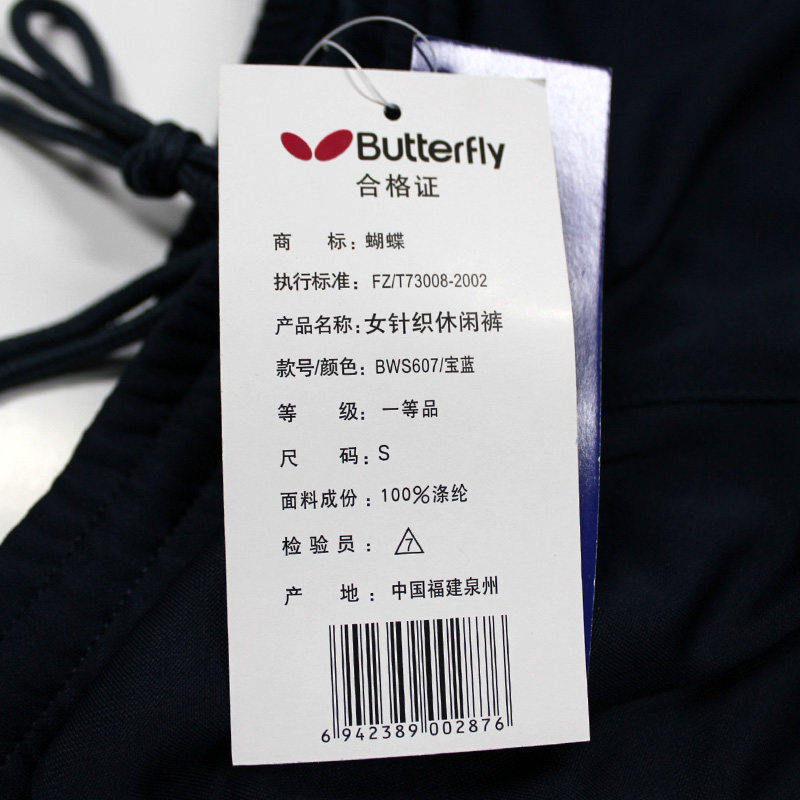 Butterfly
合格证
商 标：蝴蝶
执行标准：FZ/T73008-2002
产品名称：女针织休闲裤
款号/颜色：BWS607/宝蓝
等 级：一等品
尺 码：S
面料成份：100%涤纶
检验员：7
产 地：中国福建泉州
6 942389 002876